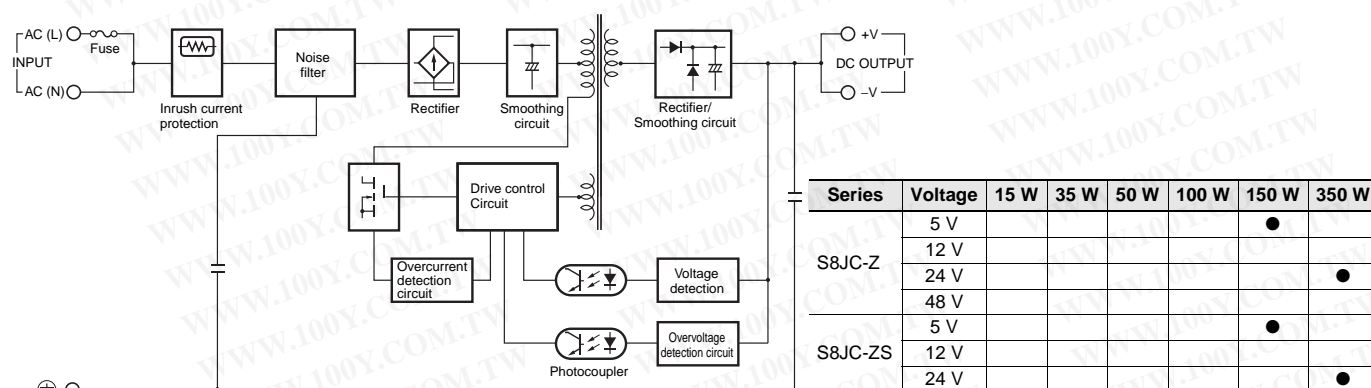 AC (L)
Fuse
INPUT
AC (N)
Inrush current
protection
Noise
filter
Rectifier
Smoothing
circuit
Rectifier/
Smoothing circuit
+V
DC OUTPUT
–V
Drive control
Circuit
Overcurrent
detection
circuit
Voltage
detection
Overvoltage
detection circuit
Photocoupler
Series Voltage 15 W 35 W 50 W 100 W 150 W 350 W
S8JC-Z
5 V ●
12 V
24 V ●
48 V
S8JC-ZS
5 V ●
12 V
24 V ●
WWW.100Y.COM.TW